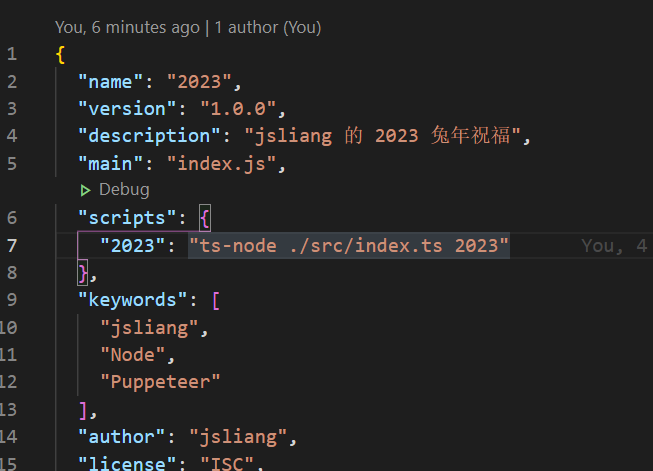 You, 6 minutes ago | 1 author (You)
1 {
2 "name": "2023",
3 "version": "1.0.0",
4 "description": "jsliang 的 2023 兔年祝福",
5 "main": "index.js",
Debug
6 "scripts": {
7 "2023": "ts-node ./src/index.ts 2023" You, 4
8 },
9 "keywords": [
10 "jsliang",
11 "Node",
12 "Puppeteer"
13 ],
14 "author": "jsliang",
15 "license": "ISC",